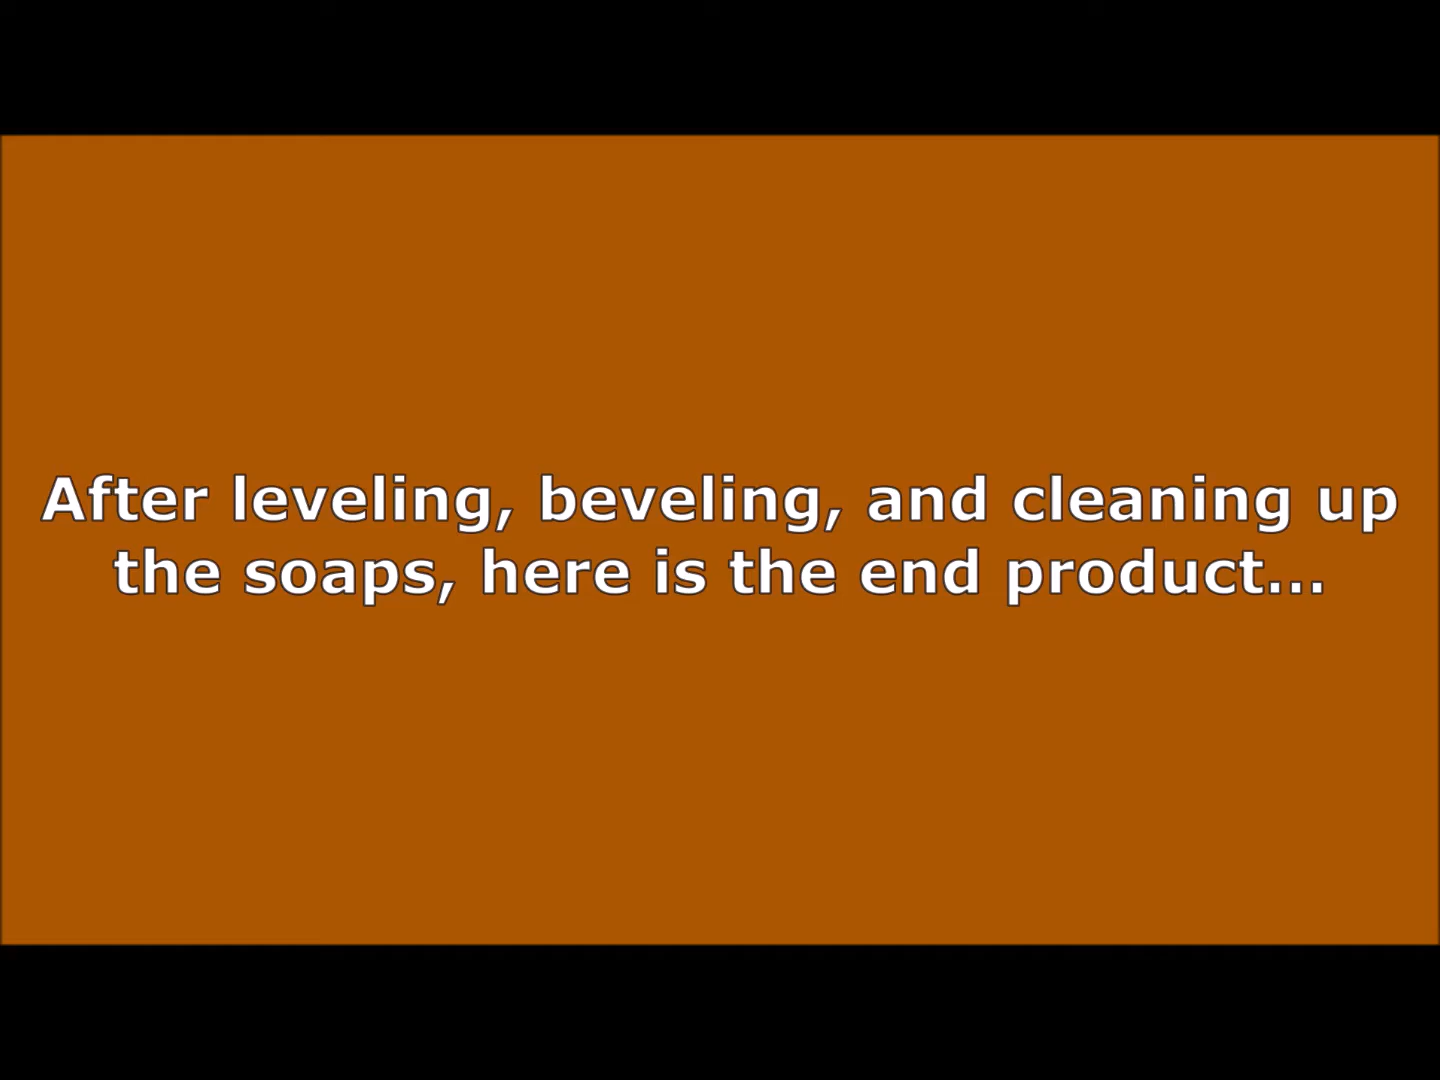 After leveling, beveling, and cleaning up
the soaps, here is the end product...